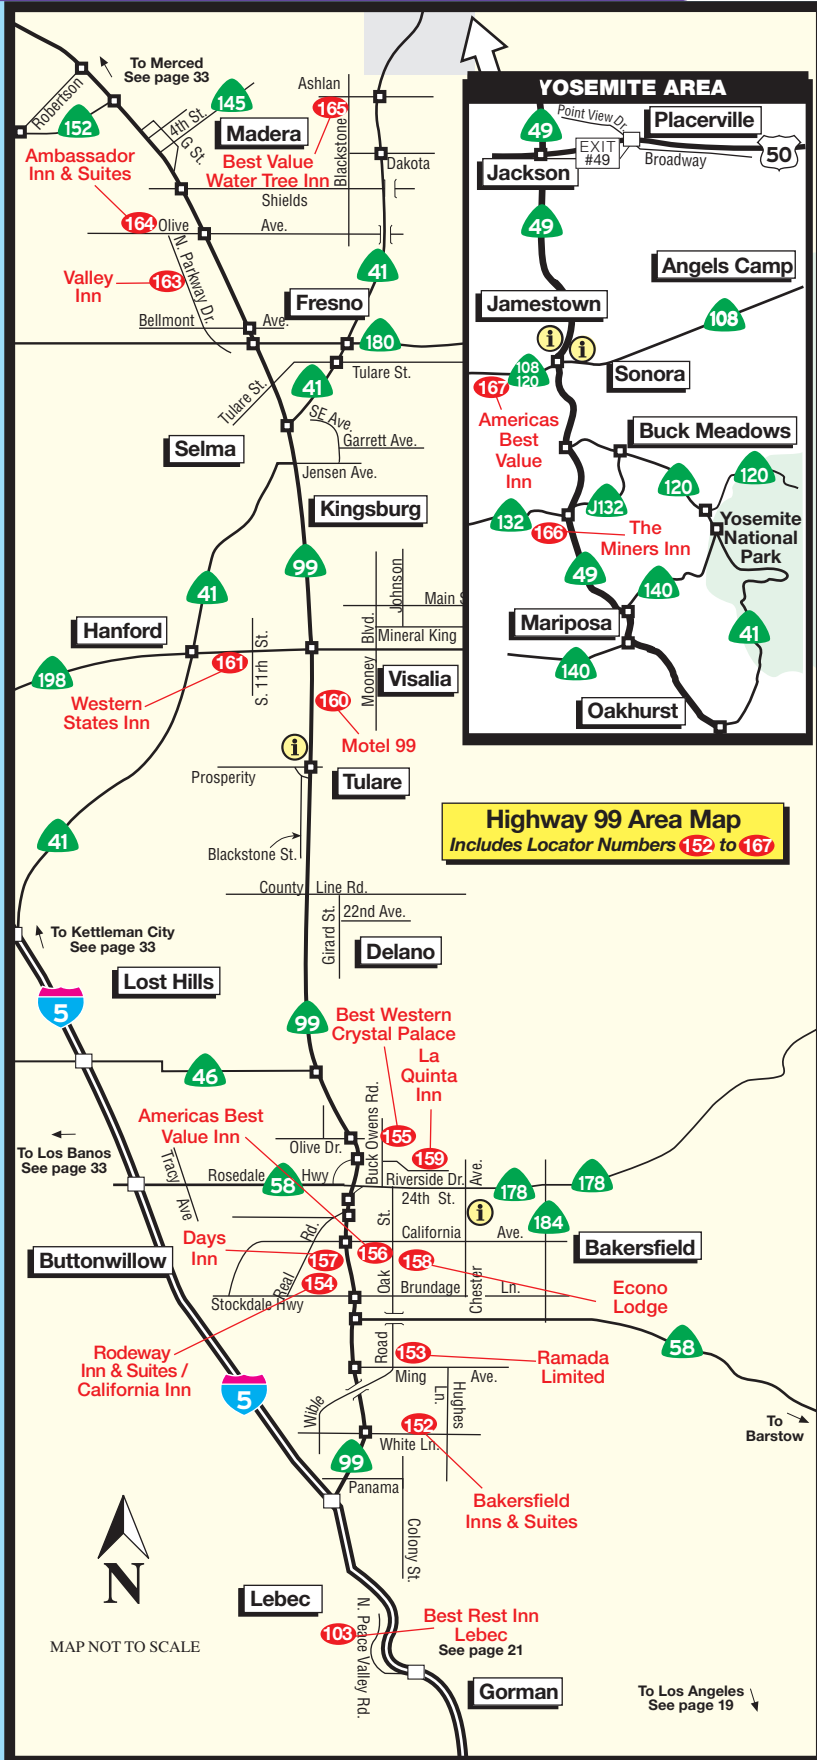 To Merced
See page 33
Robertson
152
145
4th St.
G St.
Madera
Ashlan
165
Blackstone
Best Value
Water Tree Inn
Dakota
Ambassador
Inn & Suites
Shields
164
Olive
Ave.
N. Parkway Dr.
Valley
Inn
163
41
Fresno
Bellmont
Ave.
180
Tulare St.
41
Tulare St.
SE Ave.
Garrett Ave.
Selma
Jensen Ave.
Kingsburg
99
41
Johnson
Main S
Blvd.
Mineral King
Hanford
St.
161
198
S. 11rh
Mooney
Visalia
Western
States Inn
160
Motel 99
i
Prosperity
Tulare
41
Blackstone St.
County Line Rd.
22nd Ave.
Girard St.
To Kettleman City
See page 33
Delano
Lost Hills
5
99
Best Western
Crystal Palace
La
Quinta
Inn
46
Americas Best
Value Inn
Buck Owens Rd.
155
159
Olive Dr.
To Los Banos
See page 33
Tracy
Ave
Rosedale
58
Hwy
Riverside Dr.
Ave.
178
178
24th St.
St.
i
184
California
Ave.
Days
Inn
Rd.
Buttonwillow
157
156
158
Bakersfield
154
Real
Oak
Brundage
Chester
Ln.
Econo
Lodge
Stockdale Hwy
58
Rodeway
Inn & Suites /
California Inn
Road
153
Ramada
Limited
Ming
Ave.
5
Wible
Ln.
Hughes
152
To
Barstow
White Ln.
99
Panama
Bakersfield
Inns & Suites
Colony St.
N
MAP NOT TO SCALE
Lebec
103
N. Peace Valley Rd.
Best Rest Inn
Lebec
See page 21
Gorman
To Los Angeles
See page 19
YOSEMITE AREA
49
Point View Dr.
Placerville
EXIT
#49
Broadway
50
Jackson
49
Angels Camp
Jamestown
108
i
i
108
120
Sonora
167
Americas
Best
Value
Inn
Buck Meadows
120
120
132
J132
166
The
Miners Inn
Yosemite
National
Park
49
140
Mariposa
41
140
Oakhurst
Highway 99 Area Map
Includes Locator Numbers 152 to 167